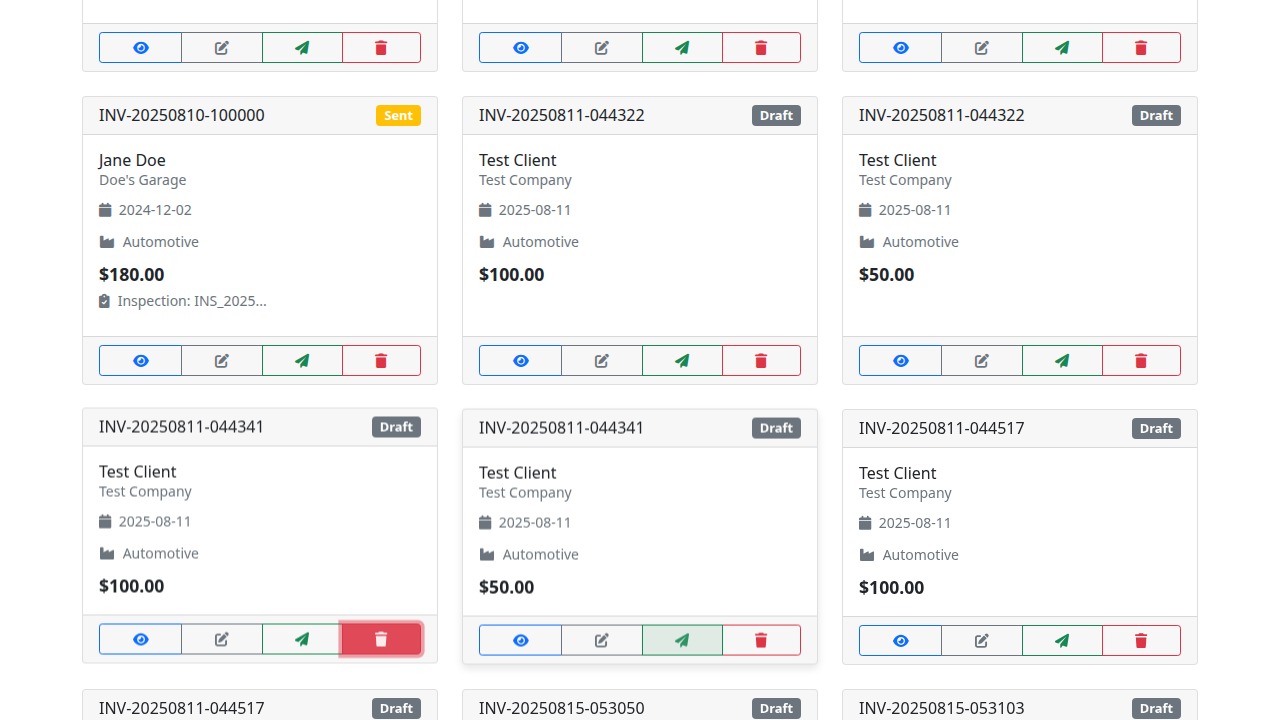 INV-20250810-100000 Sent
Jane Doe
Doe's Garage
2024-12-02
Automotive
$180.00
Inspection: INS_2025...
INV-20250811-044322 Draft
Test Client
Test Company
2025-08-11
Automotive
$100.00
INV-20250811-044322 Draft
Test Client
Test Company
2025-08-11
Automotive
$50.00
INV-20250811-044341 Draft
Test Client
Test Company
2025-08-11
Automotive
$100.00
INV-20250811-044341 Draft
Test Client
Test Company
2025-08-11
Automotive
$50.00
INV-20250811-044517 Draft
Test Client
Test Company
2025-08-11
Automotive
$100.00
INV-20250811-044517 Draft
INV-20250815-053050 Draft
INV-20250815-053103 Draft